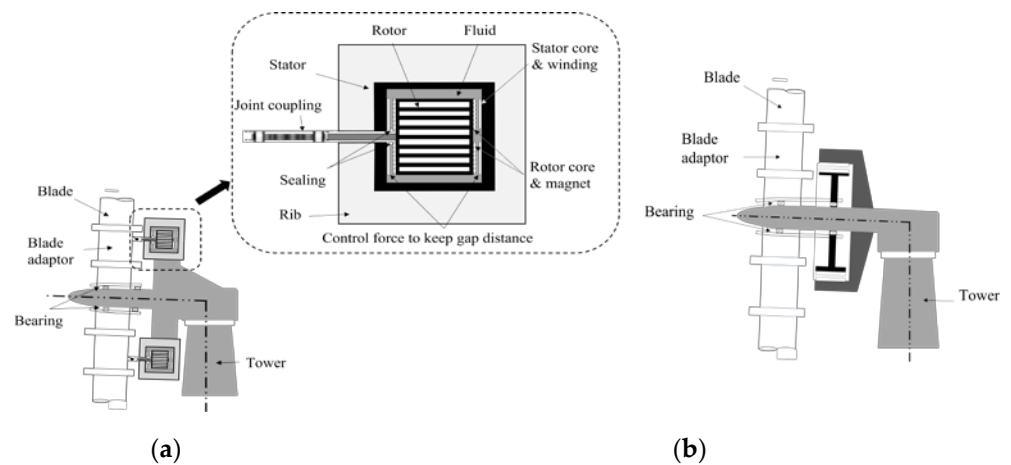 Rotor
Fluid
Stator
Stator core
& winding
Joint coupling
Sealing
Rotor core
& magnet
Rib
Control force to keep gap distance
Blade
Blade
adaptor
Bearing
Tower
(a)
Blade
Blade
adaptor
Bearing
Tower
(b)